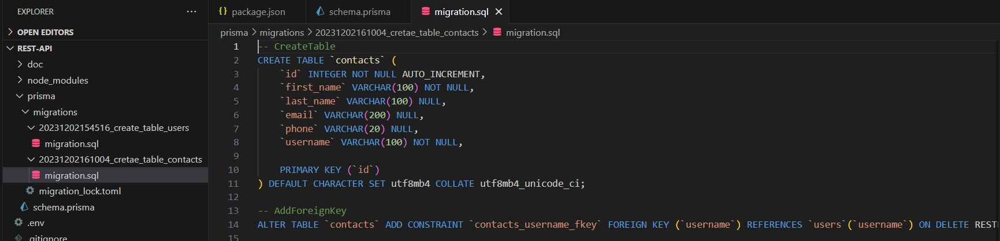 EXPLORER
OPEN EDITORS
REST-API
doc
node_modules
prisma
migrations
20231202154516_create_table_users
migration.sql
20231202161004_cretae_table_contacts
migration.sql
migration_lock.toml
schema.prisma
.env
.gitignore
{} package.json
schema.prisma
migration.sql
prisma > migrations > 20231202161004_cretae_table_contacts > migration.sql
1 -- CreateTable
2 CREATE TABLE `contacts` (
3     `id` INTEGER NOT NULL AUTO_INCREMENT,
4     `first_name` VARCHAR(100) NOT NULL,
5     `last_name` VARCHAR(100) NULL,
6     `email` VARCHAR(200) NULL,
7     `phone` VARCHAR(20) NULL,
8     `username` VARCHAR(100) NOT NULL,
9
10     PRIMARY KEY (`id`)
11 ) DEFAULT CHARACTER SET utf8mb4 COLLATE utf8mb4_unicode_ci;
12
13 -- AddForeignKey
14 ALTER TABLE `contacts` ADD CONSTRAINT `contacts_username_fkey` FOREIGN KEY (`username`) REFERENCES `users`(`username`) ON DELETE REST
15